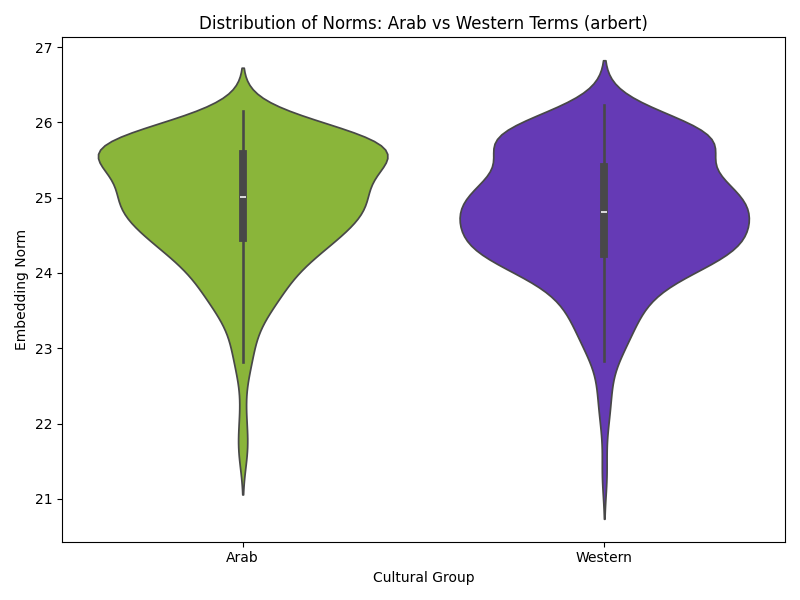 Distribution of Norms: Arab vs Western Terms (arbert)
27
26
25
24
23
22
21
Embedding Norm
Arab
Western
Cultural Group